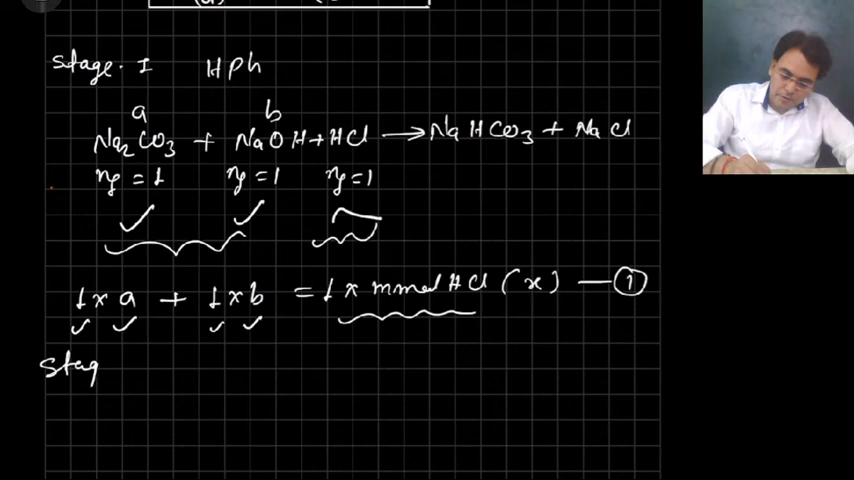 Stage. I HPh
a b
Na2CO3 + NaOH + HCl → NaHCO3 + NaCl
nf = 1 nf = 1 nf = 1
1 × a + 1 × b = 1 × mmol HCl (x) — ①
Stag